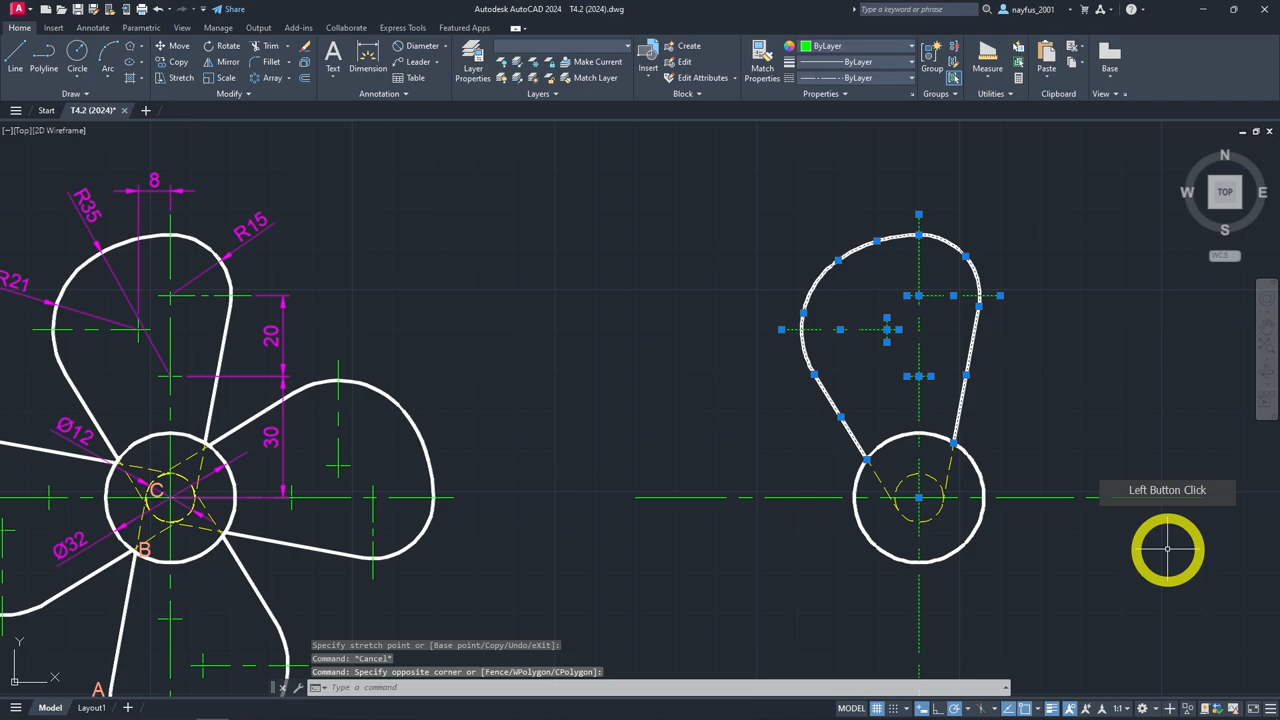 Share
Autodesk AutoCAD 2024 T4.2 (2024).dwg
Type a keyword or phrase
nayfus_2001
Home Insert Annotate Parametric View Manage Output Add-ins Collaborate Express Tools Featured Apps
Line Polyline Circle Arc
Move Rotate Trim
Copy Mirror Fillet
Stretch Scale Array
Text Dimension
Diameter
Leader
Table
Layer Properties
Make Current
Match Layer
Insert
Create
Edit
Edit Attributes
Match Properties
ByLayer
ByLayer
ByLayer
Group
Measure
Paste
Base
Draw Modify Annotation Layers Block Properties Groups Utilities Clipboard View
Start T4.2 (2024)*
[−][Top][2D Wireframe]
N
W TOP E
S
WCS
8
R35
R15
R21
20
30
Ø12
C
B
Ø32
A
Left Button Click
Y
X
Specify stretch point or [Base point/Copy/Undo/eXit]:
Command: *Cancel*
Command: Specify opposite corner or [Fence/WPolygon/CPolygon]:
Type a command
Model Layout1
MODEL
1:1